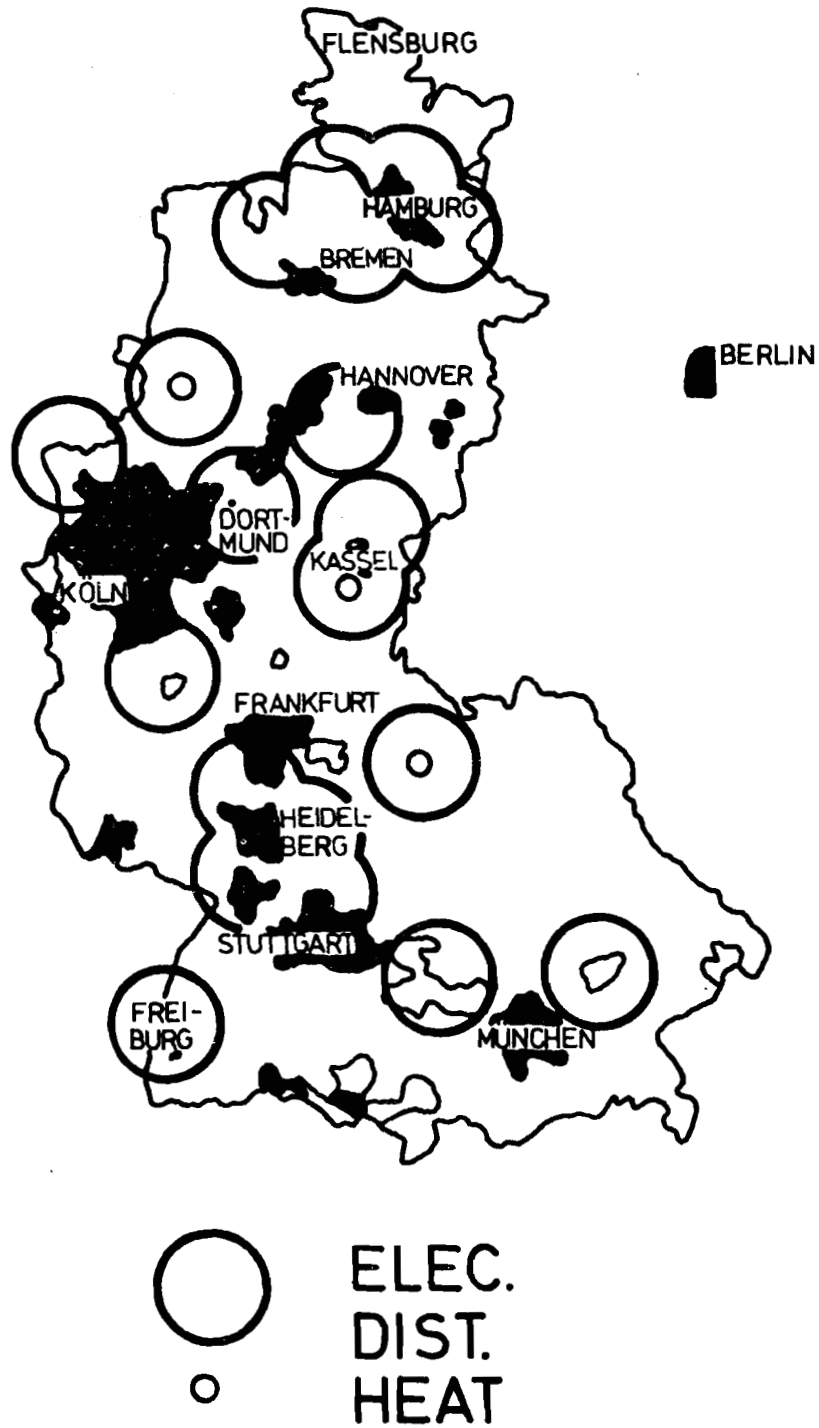 FLENSBURG
HAMBURG
BREMEN
BERLIN
HANNOVER
DORT-
MUND
KASSEL
KÖLN
FRANKFURT
HEIDEL-
BERG
STUTTGART
FREI-
BURG
MÜNCHEN
ELEC.
DIST.
HEAT